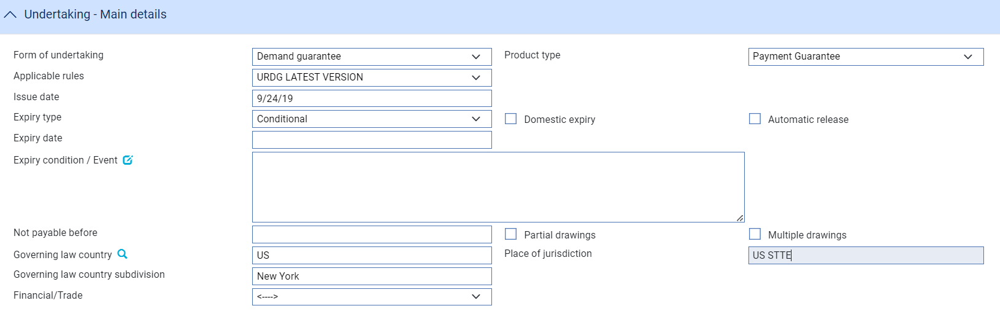 Undertaking - Main details
Form of undertaking Demand guarantee Product type Payment Guarantee
Applicable rules URDG LATEST VERSION
Issue date 9/24/19
Expiry type Conditional Domestic expiry Automatic release
Expiry date
Expiry condition / Event
Not payable before Partial drawings Multiple drawings
Governing law country US Place of jurisdiction US STTE
Governing law country subdivision New York
Financial/Trade <---->